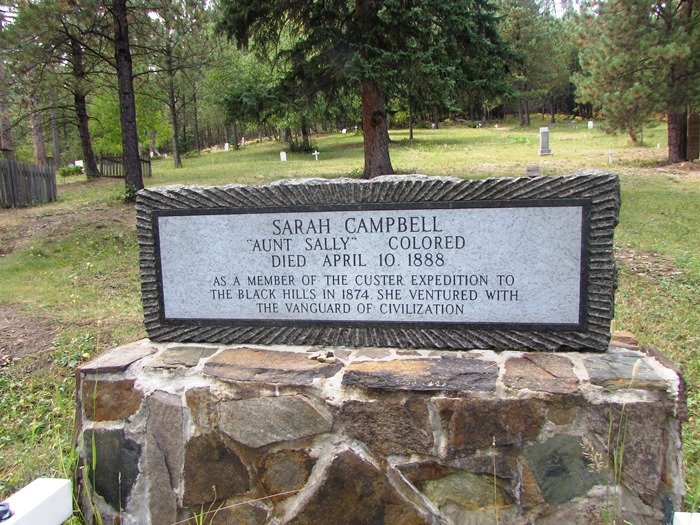 SARAH CAMPBELL
"AUNT SALLY" COLORED
DIED APRIL 10. 1888
AS A MEMBER OF THE CUSTER EXPEDITION TO
THE BLACK HILLS IN 1874. SHE VENTURED WITH
THE VANGUARD OF CIVILIZATION